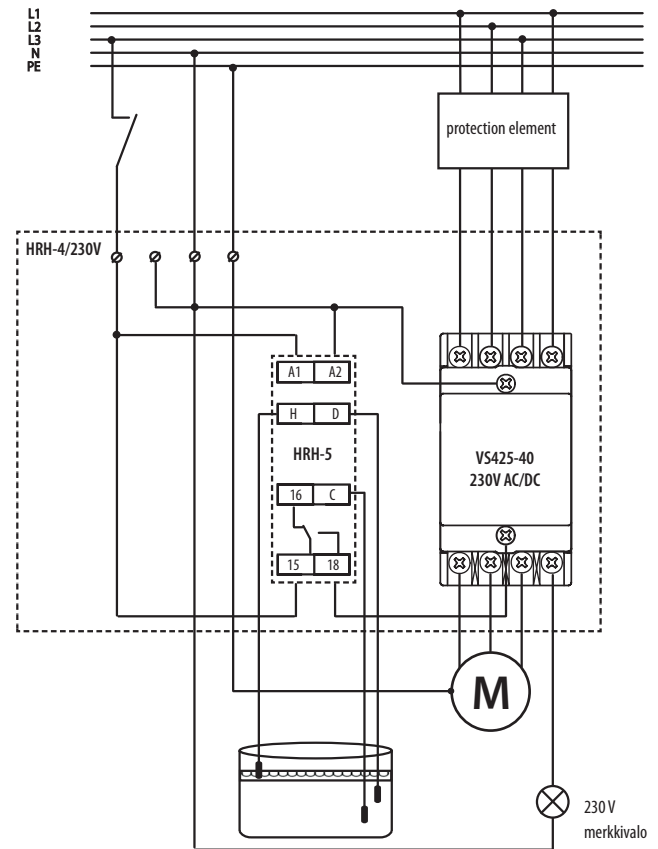 L1
L2
L3
N
PE
protection element
HRH-4/230V
A1 A2
H D
HRH-5
VS425-40
230V AC/DC
16 C
15 18
M
230 V
merkkivalo